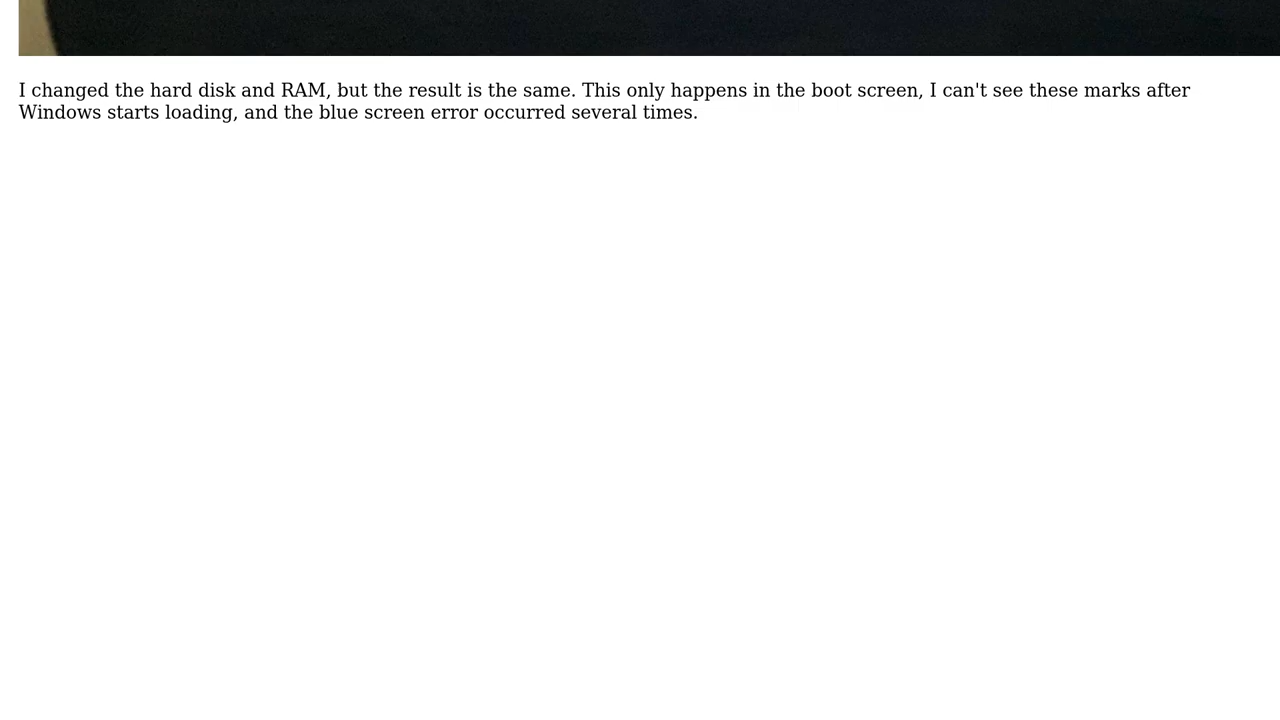 I changed the hard disk and RAM, but the result is the same. This only happens in the boot screen, I can't see these marks after
Windows starts loading, and the blue screen error occurred several times.